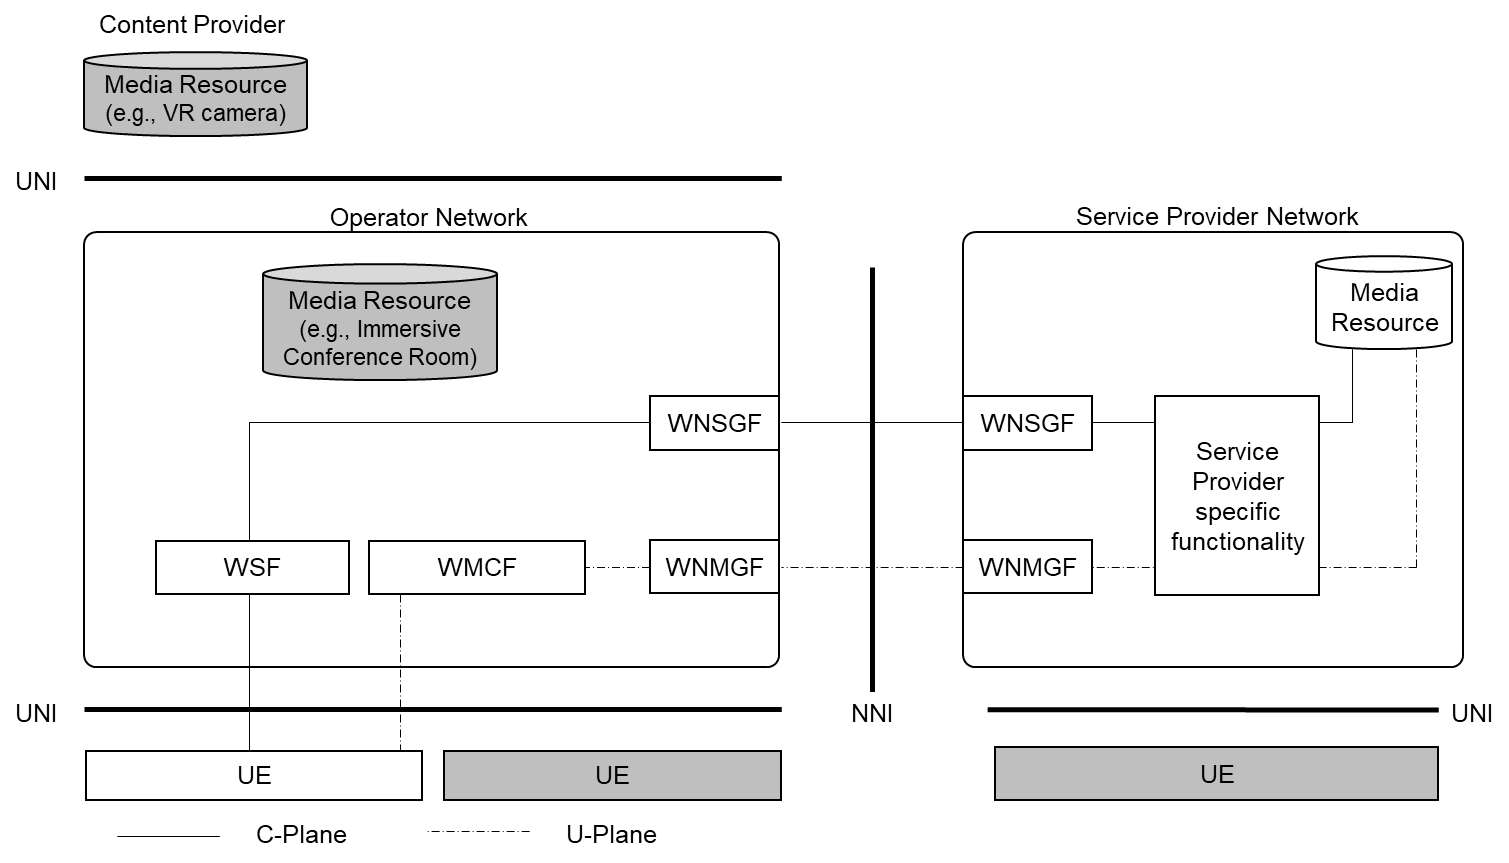 Content Provider
Media Resource
(e.g., VR camera)
UNI
Operator Network
Service Provider Network
Media Resource
(e.g., Immersive
Conference Room)
Media
Resource
WNSGF
WNSGF
Service
Provider
specific
functionality
WSF
WMCF
WNMGF
WNMGF
UNI
NNI
UNI
UE
UE
UE
C-Plane
U-Plane